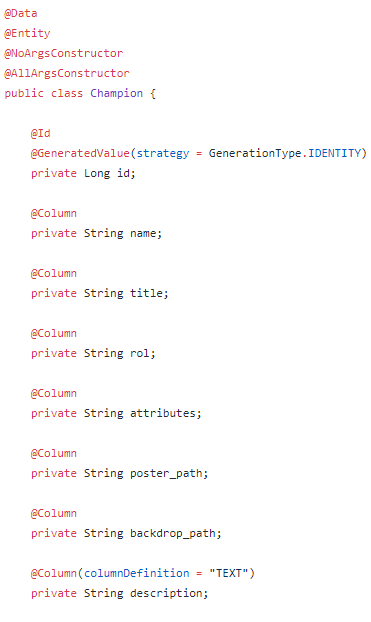 @Data
@Entity
@NoArgsConstructor
@AllArgsConstructor
public class Champion {
@Id
@GeneratedValue(strategy = GenerationType.IDENTITY)
private Long id;
@Column
private String name;
@Column
private String title;
@Column
private String rol;
@Column
private String attributes;
@Column
private String poster_path;
@Column
private String backdrop_path;
@Column(columnDefinition = "TEXT")
private String description;